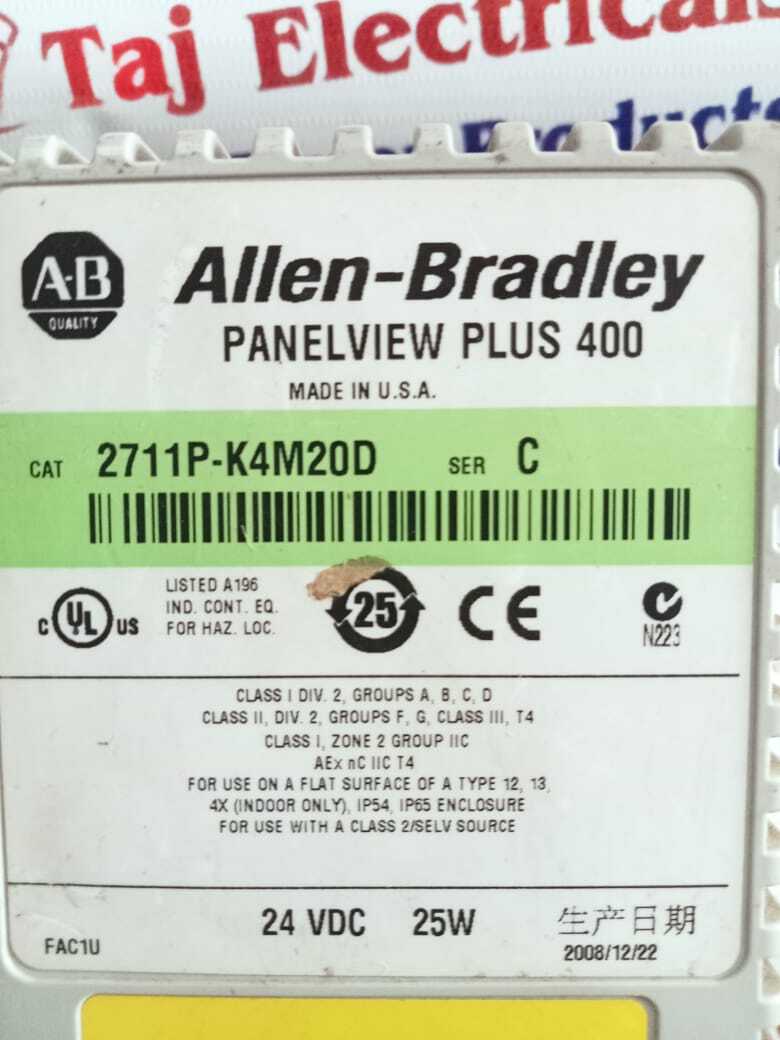 Taj Electricals
Products
A-B
QUALITY
Allen-Bradley
PANELVIEW PLUS 400
MADE IN U.S.A.
CAT 2711P-K4M20D SER C
C UL US
LISTED A196
IND. CONT. EQ.
FOR HAZ. LOC.
25
CE
N223
CLASS I DIV. 2, GROUPS A, B, C, D
CLASS II, DIV. 2, GROUPS F, G, CLASS III, T4
CLASS I, ZONE 2 GROUP IIC
AEx nC IIC T4
FOR USE ON A FLAT SURFACE OF A TYPE 12, 13,
4X (INDOOR ONLY), IP54, IP65 ENCLOSURE
FOR USE WITH A CLASS 2/SELV SOURCE
FAC1U
24 VDC 25W
生产日期
2008/12/22